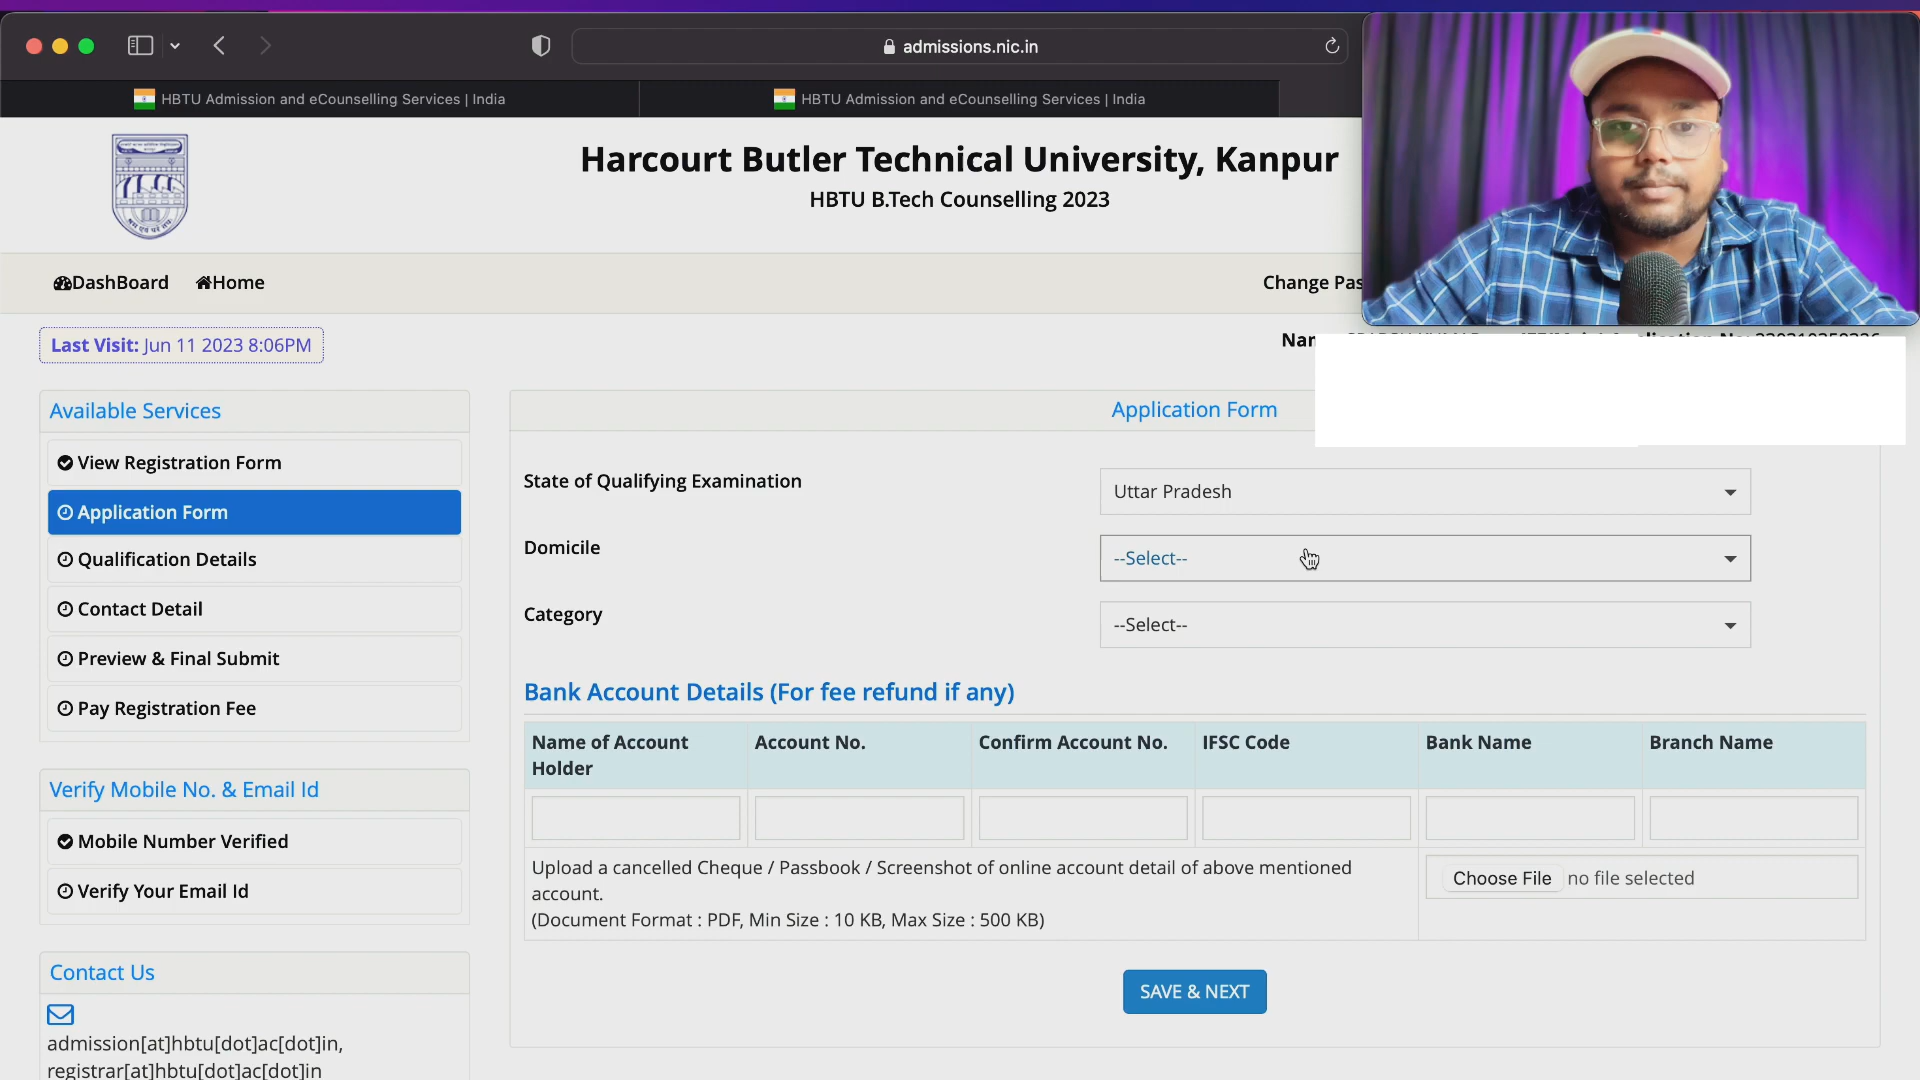 admissions.nic.in
HBTU Admission and eCounselling Services | India
HBTU Admission and eCounselling Services | India
Harcourt Butler Technical University, Kanpur
HBTU B.Tech Counselling 2023
DashBoard
Home
Change Pas
Last Visit: Jun 11 2023 8:06PM
Available Services
View Registration Form
Application Form
Qualification Details
Contact Detail
Preview & Final Submit
Pay Registration Fee
Verify Mobile No. & Email Id
Mobile Number Verified
Verify Your Email Id
Contact Us
admission[at]hbtu[dot]ac[dot]in,
registrar[at]hbtu[dot]ac[dot]in
Application Form
State of Qualifying Examination
Uttar Pradesh
Domicile
--Select--
Category
--Select--
Bank Account Details (For fee refund if any)
Name of Account Holder
Account No.
Confirm Account No.
IFSC Code
Bank Name
Branch Name
Upload a cancelled Cheque / Passbook / Screenshot of online account detail of above mentioned
account.
(Document Format : PDF, Min Size : 10 KB, Max Size : 500 KB)
Choose File no file selected
SAVE & NEXT